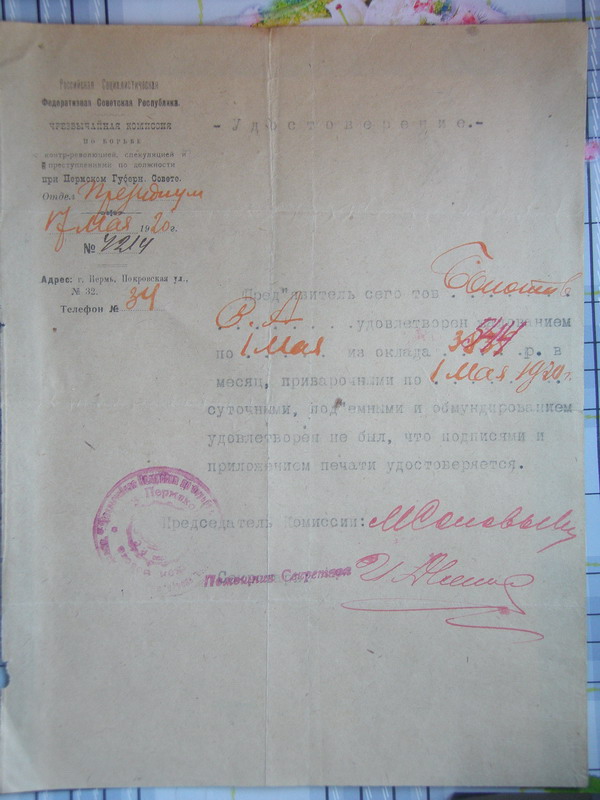 Российская Социалистическая
Федеративная Советская Республика.
ЧРЕЗВЫЧАЙНАЯ КОМИССИЯ
ПО БОРЬБЕ
с контр-революцией, спекуляцией и
преступлениями по должности
при Пермском Губерн. Совете.
Отдел Президиум
17 Мая 1920 г.
№ 4214
Адрес: г. Пермь, Покровская ул.,
№ 32.
Телефон № 34
-Удостоверение.-
Пред"явитель сего тов
В. А удовлетворен
по 1 Мая из оклада р. в
месяц, приварочными по 1 Мая 1920 г.
суточными, под"емными и обмундированием
удовлетворен не был, что подписями и
приложением печати удостоверяется.
Председатель Комиссии:
Помощник Секретаря